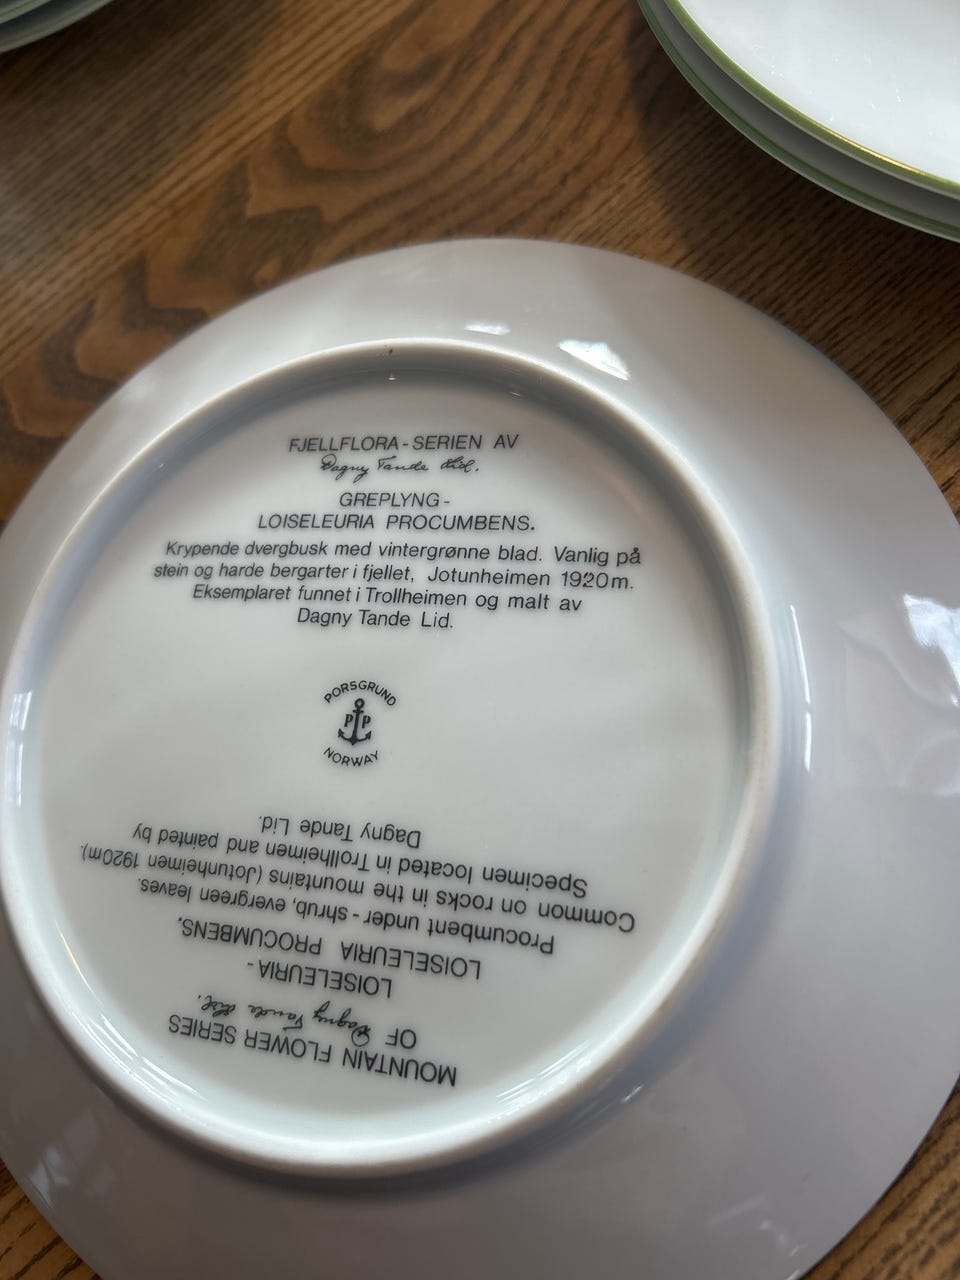 FJELLFLORA-SERIEN AV
Dagny Tande Lid.
GREPLYNG -
LOISELEURIA PROCUMBENS.
Krypende dvergbusk med vintergrønne blad. Vanlig på
stein og harde bergarter i fjellet, Jotunheimen 1920m.
Eksemplaret funnet i Trollheimen og malt av
Dagny Tande Lid.
PORSGRUND
PP
NORWAY
MOUNTAIN FLOWER SERIES
OF Dagny Tande Lid.
LOISELEURIA -
LOISELEURIA PROCUMBENS.
Procumbent under - shrub, evergreen leaves.
Common on rocks in the mountains (Jotunheimen 1920m).
Specimen located in Trollheimen and painted by
Dagny Tande Lid.